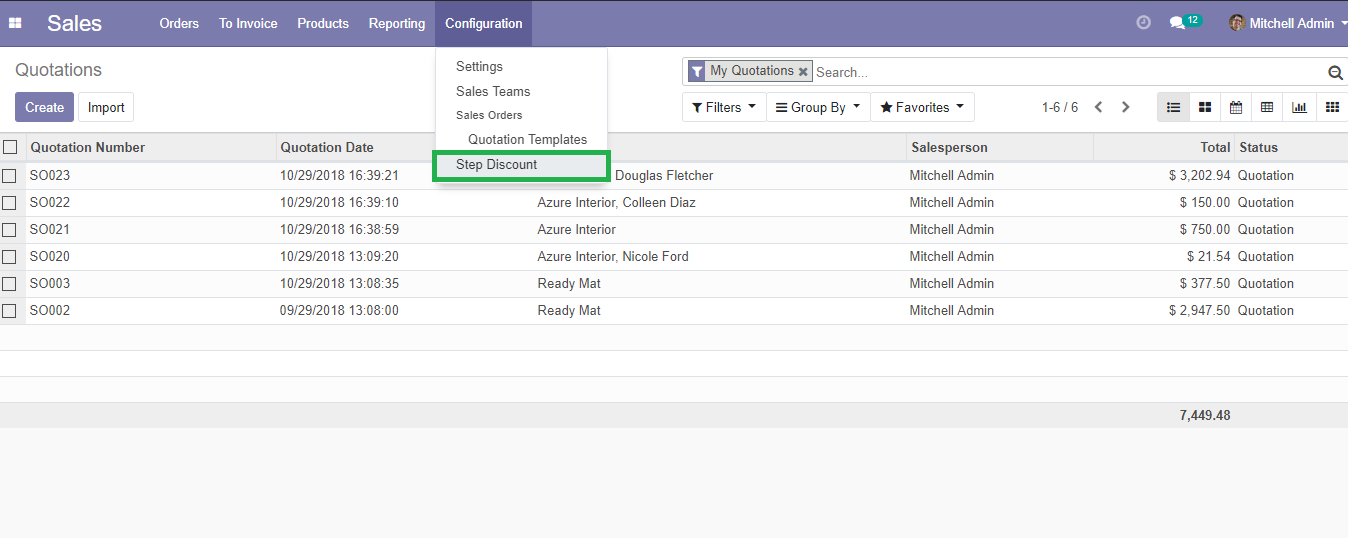 Sales Orders To Invoice Products Reporting Configuration 12 Mitchell Admin
Quotations Settings My Quotations Search...
Create Import Sales Teams Filters Group By Favorites 1-6 / 6
Sales Orders
Quotation Templates
Step Discount
Quotation Number Quotation Date Salesperson Total Status
SO023 10/29/2018 16:39:21 Douglas Fletcher Mitchell Admin $ 3,202.94 Quotation
SO022 10/29/2018 16:39:10 Azure Interior, Colleen Diaz Mitchell Admin $ 150.00 Quotation
SO021 10/29/2018 16:38:59 Azure Interior Mitchell Admin $ 750.00 Quotation
SO020 10/29/2018 13:09:20 Azure Interior, Nicole Ford Mitchell Admin $ 21.54 Quotation
SO003 10/29/2018 13:08:35 Ready Mat Mitchell Admin $ 377.50 Quotation
SO002 09/29/2018 13:08:00 Ready Mat Mitchell Admin $ 2,947.50 Quotation
7,449.48